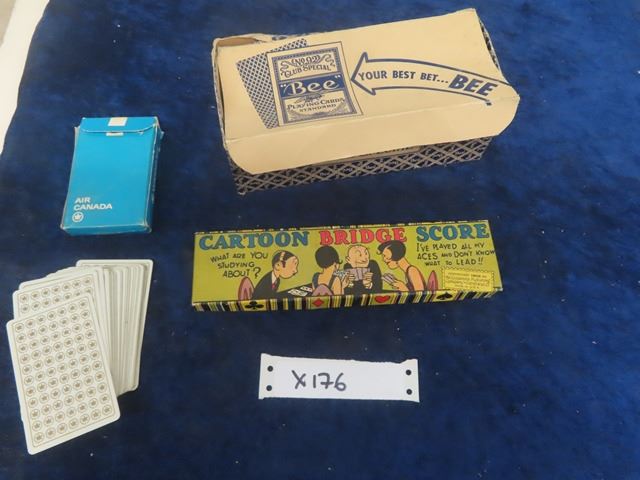 NO. 92
CLUB SPECIAL
"Bee"
PLAYING CARDS
STANDARD
YOUR BEST BET... BEE
AIR
CANADA
CARTOON BRIDGE SCORE
WHAT ARE YOU
STUDYING
ABOUT?
I'VE PLAYED ALL MY
ACES AND DON'T KNOW
WHAT TO LEAD!!
X176